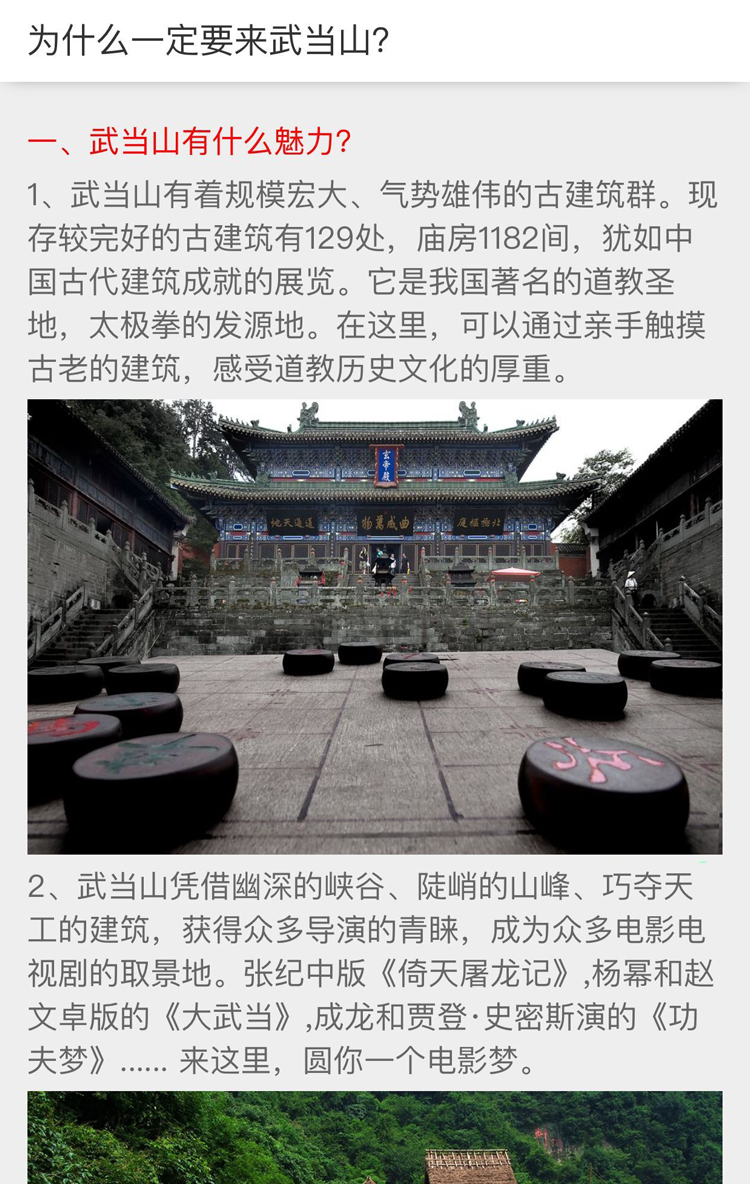 为什么一定要来武当山?
一、武当山有什么魅力?
1、武当山有着规模宏大、气势雄伟的古建筑群。现
存较完好的古建筑有129处，庙房1182间，犹如中
国古代建筑成就的展览。它是我国著名的道教圣
地，太极拳的发源地。在这里，可以通过亲手触摸
古老的建筑，感受道教历史文化的厚重。
玄帝殿
地天通道
物萬咸曲
2、武当山凭借幽深的峡谷、陡峭的山峰、巧夺天
工的建筑，获得众多导演的青睐，成为众多电影电
视剧的取景地。张纪中版《倚天屠龙记》,杨幂和赵
文卓版的《大武当》,成龙和贾登·史密斯演的《功
夫梦》...... 来这里，圆你一个电影梦。